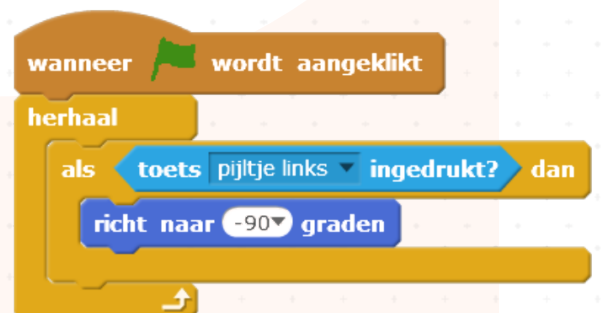 wanneer wordt aangeklikt
herhaal
als toets pijltje links ingedrukt? dan
richt naar -90 graden